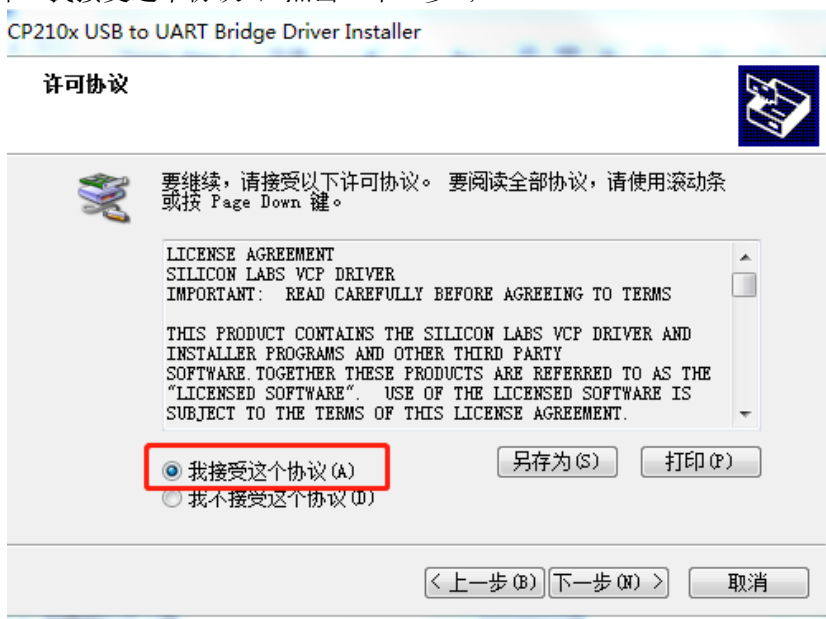 CP210x USB to UART Bridge Driver Installer
许可协议
要继续，请接受以下许可协议。 要阅读全部协议，请使用滚动条
或按 Page Down 键。
LICENSE AGREEMENT
SILICON LABS VCP DRIVER
IMPORTANT: READ CAREFULLY BEFORE AGREEING TO TERMS
THIS PRODUCT CONTAINS THE SILICON LABS VCP DRIVER AND
INSTALLER PROGRAMS AND OTHER THIRD PARTY
SOFTWARE.TOGETHER THESE PRODUCTS ARE REFERRED TO AS THE
"LICENSED SOFTWARE". USE OF THE LICENSED SOFTWARE IS
SUBJECT TO THE TERMS OF THIS LICENSE AGREEMENT.
另存为(S) 打印(P)
我接受这个协议(A)
我不接受这个协议(D)
< 上一步(B) 下一步(N) > 取消